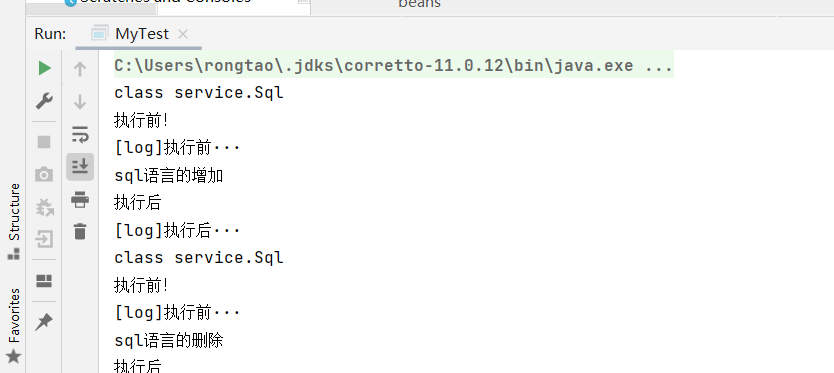 Scratches and Consoles
beans
Run: MyTest
C:\Users\rongtao\.jdks\corretto-11.0.12\bin\java.exe ...
class service.Sql
执行前!
[log]执行前···
sql语言的增加
执行后
[log]执行后···
class service.Sql
执行前!
[log]执行前···
sql语言的删除
执行后
Structure
Favorites